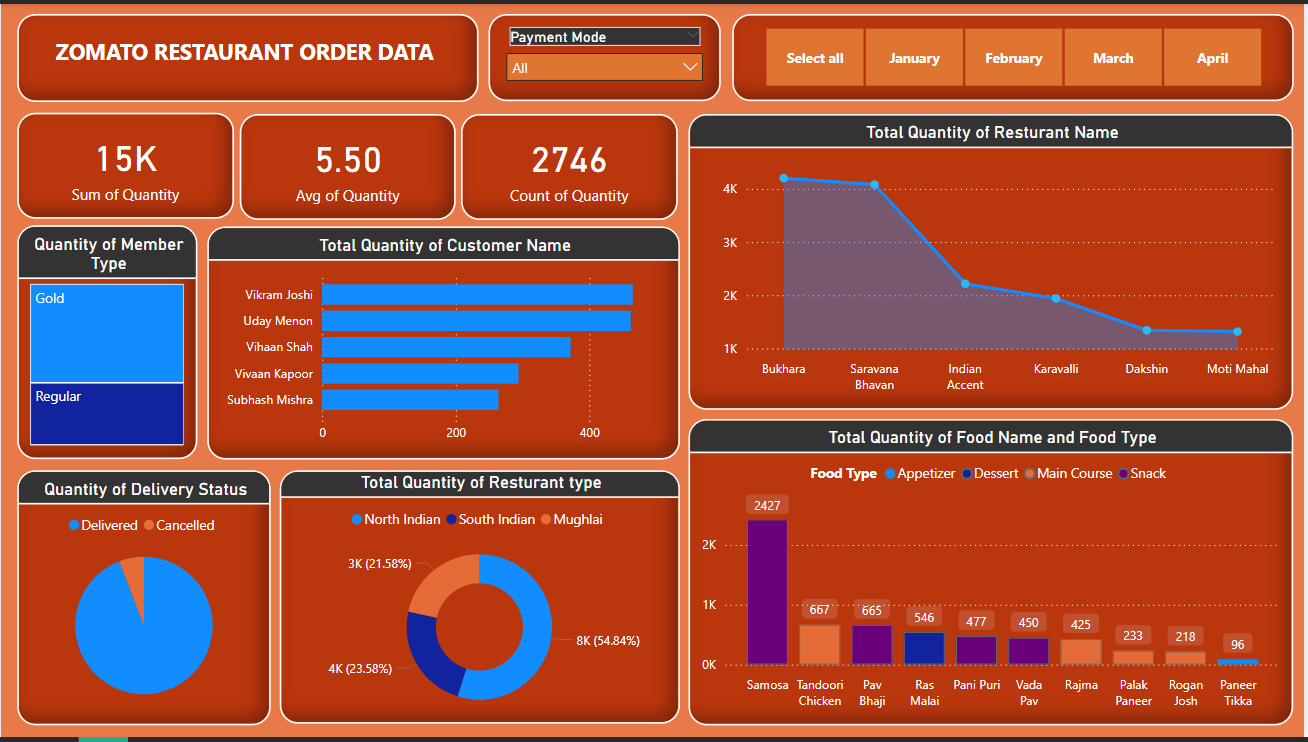 ZOMATO RESTAURANT ORDER DATA
Payment Mode
All
Select all
January
February
March
April
15K
Sum of Quantity
5.50
Avg of Quantity
2746
Count of Quantity
Total Quantity of Resturant Name
4K
3K
2K
1K
Bukhara
Saravana
Bhavan
Indian
Accent
Karavalli
Dakshin
Moti Mahal
Quantity of Member
Type
Gold
Regular
Total Quantity of Customer Name
Vikram Joshi
Uday Menon
Vihaan Shah
Vivaan Kapoor
Subhash Mishra
0
200
400
Quantity of Delivery Status
Delivered
Cancelled
Total Quantity of Resturant type
North Indian
South Indian
Mughlai
3K (21.58%)
8K (54.84%)
4K (23.58%)
Total Quantity of Food Name and Food Type
Food Type
Appetizer
Dessert
Main Course
Snack
2K
1K
0K
2427
667
665
546
477
450
425
233
218
96
Samosa
Tandoori
Chicken
Pav
Bhaji
Ras
Malai
Pani Puri
Vada
Pav
Rajma
Palak
Paneer
Rogan
Josh
Paneer
Tikka